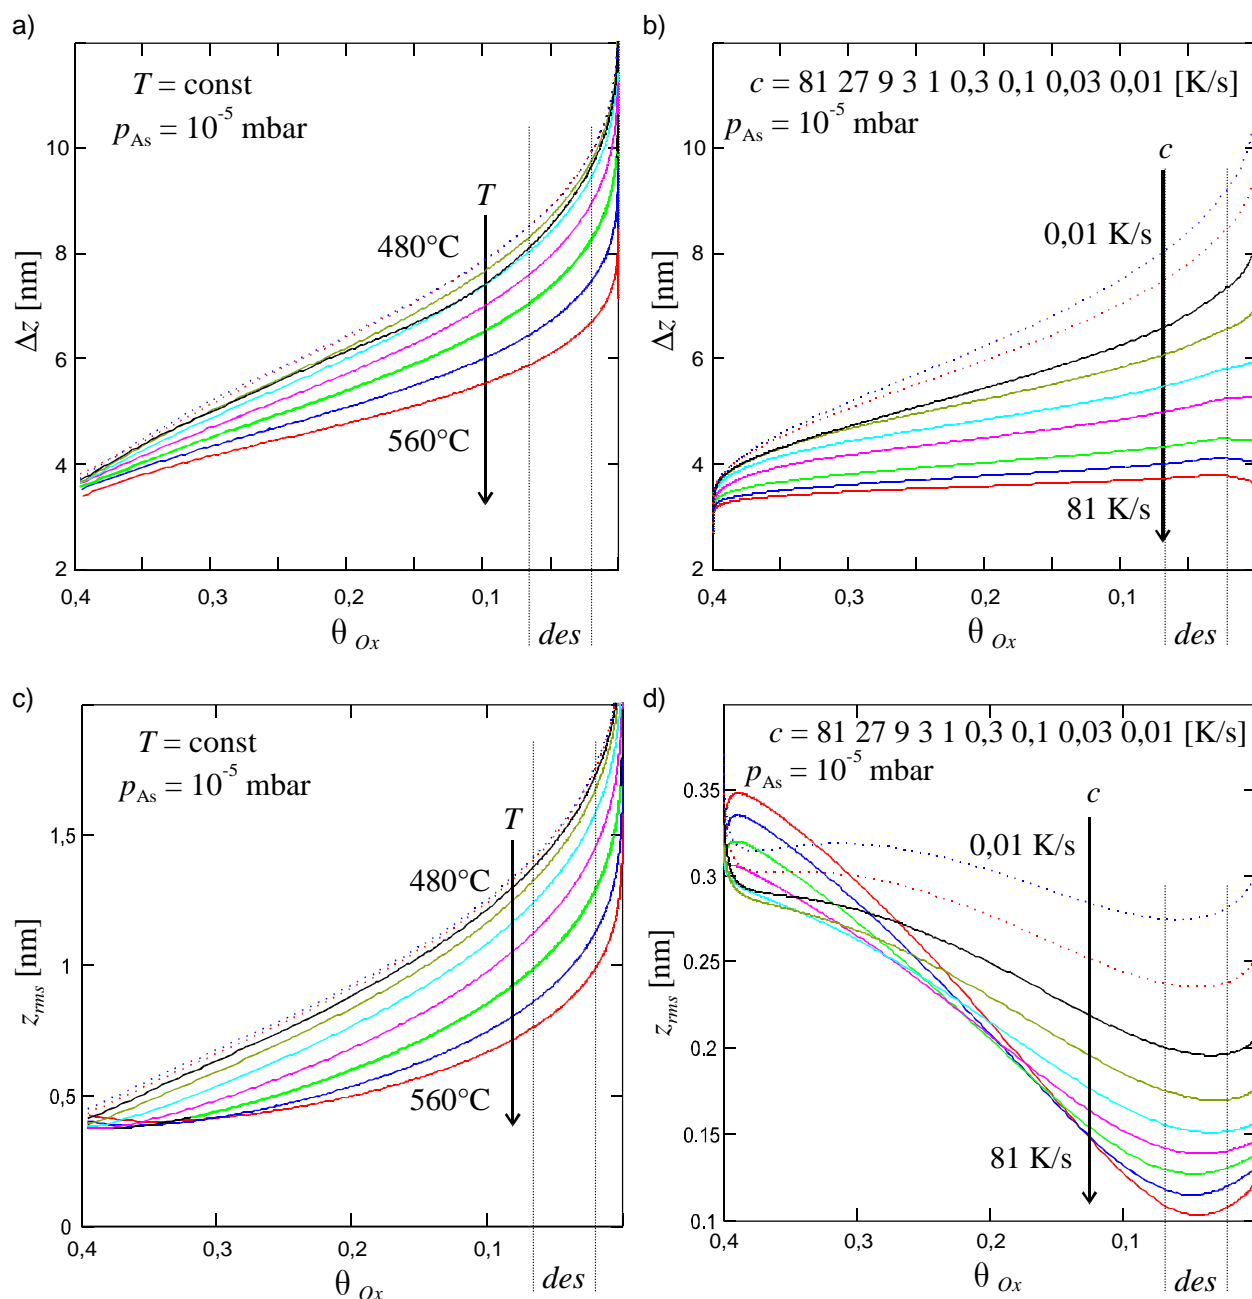 a)
T = const
p_As = 10^-5 mbar
10
8
6
4
2
Δz [nm]
T
480°C
560°C
0,4
0,3
0,2
0,1
θ Ox
des
b)
c = 81 27 9 3 1 0,3 0,1 0,03 0,01 [K/s]
p_As = 10^-5 mbar
10
8
6
4
2
Δz [nm]
c
0,01 K/s
81 K/s
0,4
0,3
0,2
0,1
θ Ox
des
c)
T = const
p_As = 10^-5 mbar
1,5
1
0,5
0
z_rms [nm]
T
480°C
560°C
0,4
0,3
0,2
0,1
θ Ox
des
d)
c = 81 27 9 3 1 0,3 0,1 0,03 0,01 [K/s]
p_As = 10^-5 mbar
0.35
0.3
0.25
0.2
0.15
0.1
z_rms [nm]
c
0,01 K/s
81 K/s
0.4
0.3
0.2
0.1
θ Ox
des